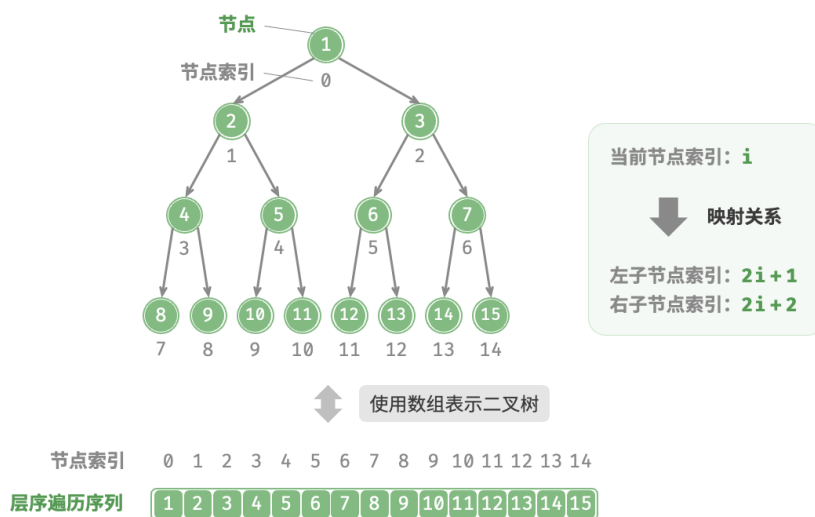 节点
1
节点索引
0
2 3
1 2
当前节点索引：i
4 5 6 7
映射关系
3 4 5 6
左子节点索引：2i+1
右子节点索引：2i+2
8 9 10 11 12 13 14 15
7 8 9 10 11 12 13 14
使用数组表示二叉树
节点索引 0 1 2 3 4 5 6 7 8 9 10 11 12 13 14
层序遍历序列 1 2 3 4 5 6 7 8 9 10 11 12 13 14 15